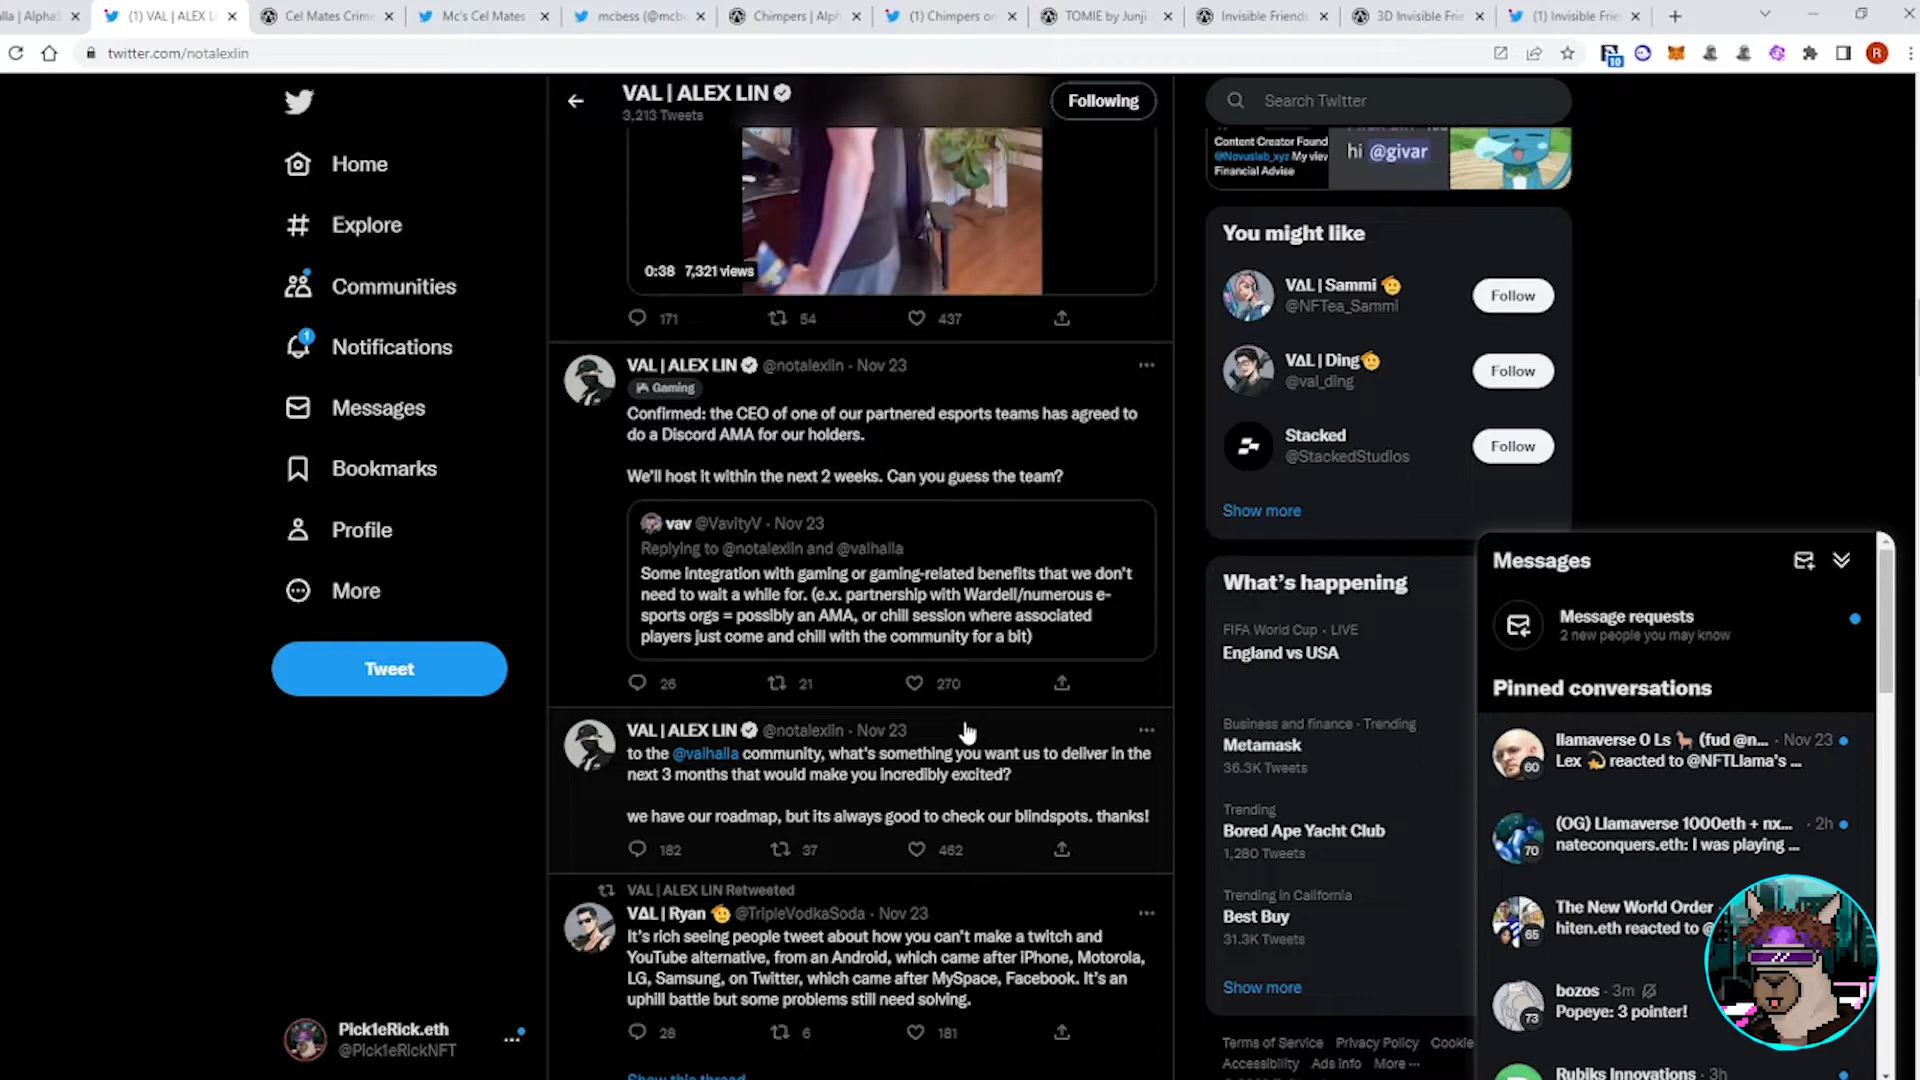 lla | Alpha
(1) VAL | ALEX L
Cel Mates Crime
Mc's Cel Mates
mcbess (@mcb
Chimpers | Alp
(1) Chimpers on
TOMIE by Junji
Invisible Friend
3D Invisible Frie
(1) Invisible Frie
twitter.com/notalexlin
10
R
Home
Explore
Communities
1
Notifications
Messages
Bookmarks
Profile
More
Tweet
Pick1eRick.eth
@Pick1eRickNFT
VAL | ALEX LIN
3,213 Tweets
Following
0:38 7,321 views
171 54 437
VAL | ALEX LIN @notalexlin · Nov 23
Gaming
Confirmed: the CEO of one of our partnered esports teams has agreed to
do a Discord AMA for our holders.
We'll host it within the next 2 weeks. Can you guess the team?
vav @VavityV · Nov 23
Replying to @notalexlin and @valhalla
Some integration with gaming or gaming-related benefits that we don't
need to wait a while for. (e.x. partnership with Wardell/numerous e-
sports orgs = possibly an AMA, or chill session where associated
players just come and chill with the community for a bit)
26 21 270
VAL | ALEX LIN @notalexlin · Nov 23
to the @valhalla community, what's something you want us to deliver in the
next 3 months that would make you incredibly excited?
we have our roadmap, but its always good to check our blindspots. thanks!
182 37 462
VAL | ALEX LIN Retweeted
VΔL | Ryan @TripleVodkaSoda · Nov 23
It's rich seeing people tweet about how you can't make a twitch and
YouTube alternative, from an Android, which came after iPhone, Motorola,
LG, Samsung, on Twitter, which came after MySpace, Facebook. It's an
uphill battle but some problems still need solving.
28 6 181
Show this thread
Search Twitter
Content Creator Found
@Novuslab_xyz My view
Financial Advise
hi @givar
You might like
VΔL | Sammi
@NFTea_Sammi
Follow
VΔL | Ding
@val_ding
Follow
Stacked
@StackedStudios
Follow
Show more
What's happening
FIFA World Cup · LIVE
England vs USA
Business and finance · Trending
Metamask
36.3K Tweets
Trending
Bored Ape Yacht Club
1,280 Tweets
Trending in California
Best Buy
31.3K Tweets
Show more
Terms of Service Privacy Policy Cookie
Accessibility Ads info More ···
Messages
Message requests
2 new people you may know
Pinned conversations
llamaverse 0 Ls (fud @n... · Nov 23
Lex reacted to @NFTLlama's ...
60
(OG) Llamaverse 1000eth + nx... · 2h
nateconquers.eth: I was playing ...
70
The New World Order
hiten.eth reacted to @
65
bozos · 3m
Popeye: 3 pointer!
73
Rubiks Innovations · 3h